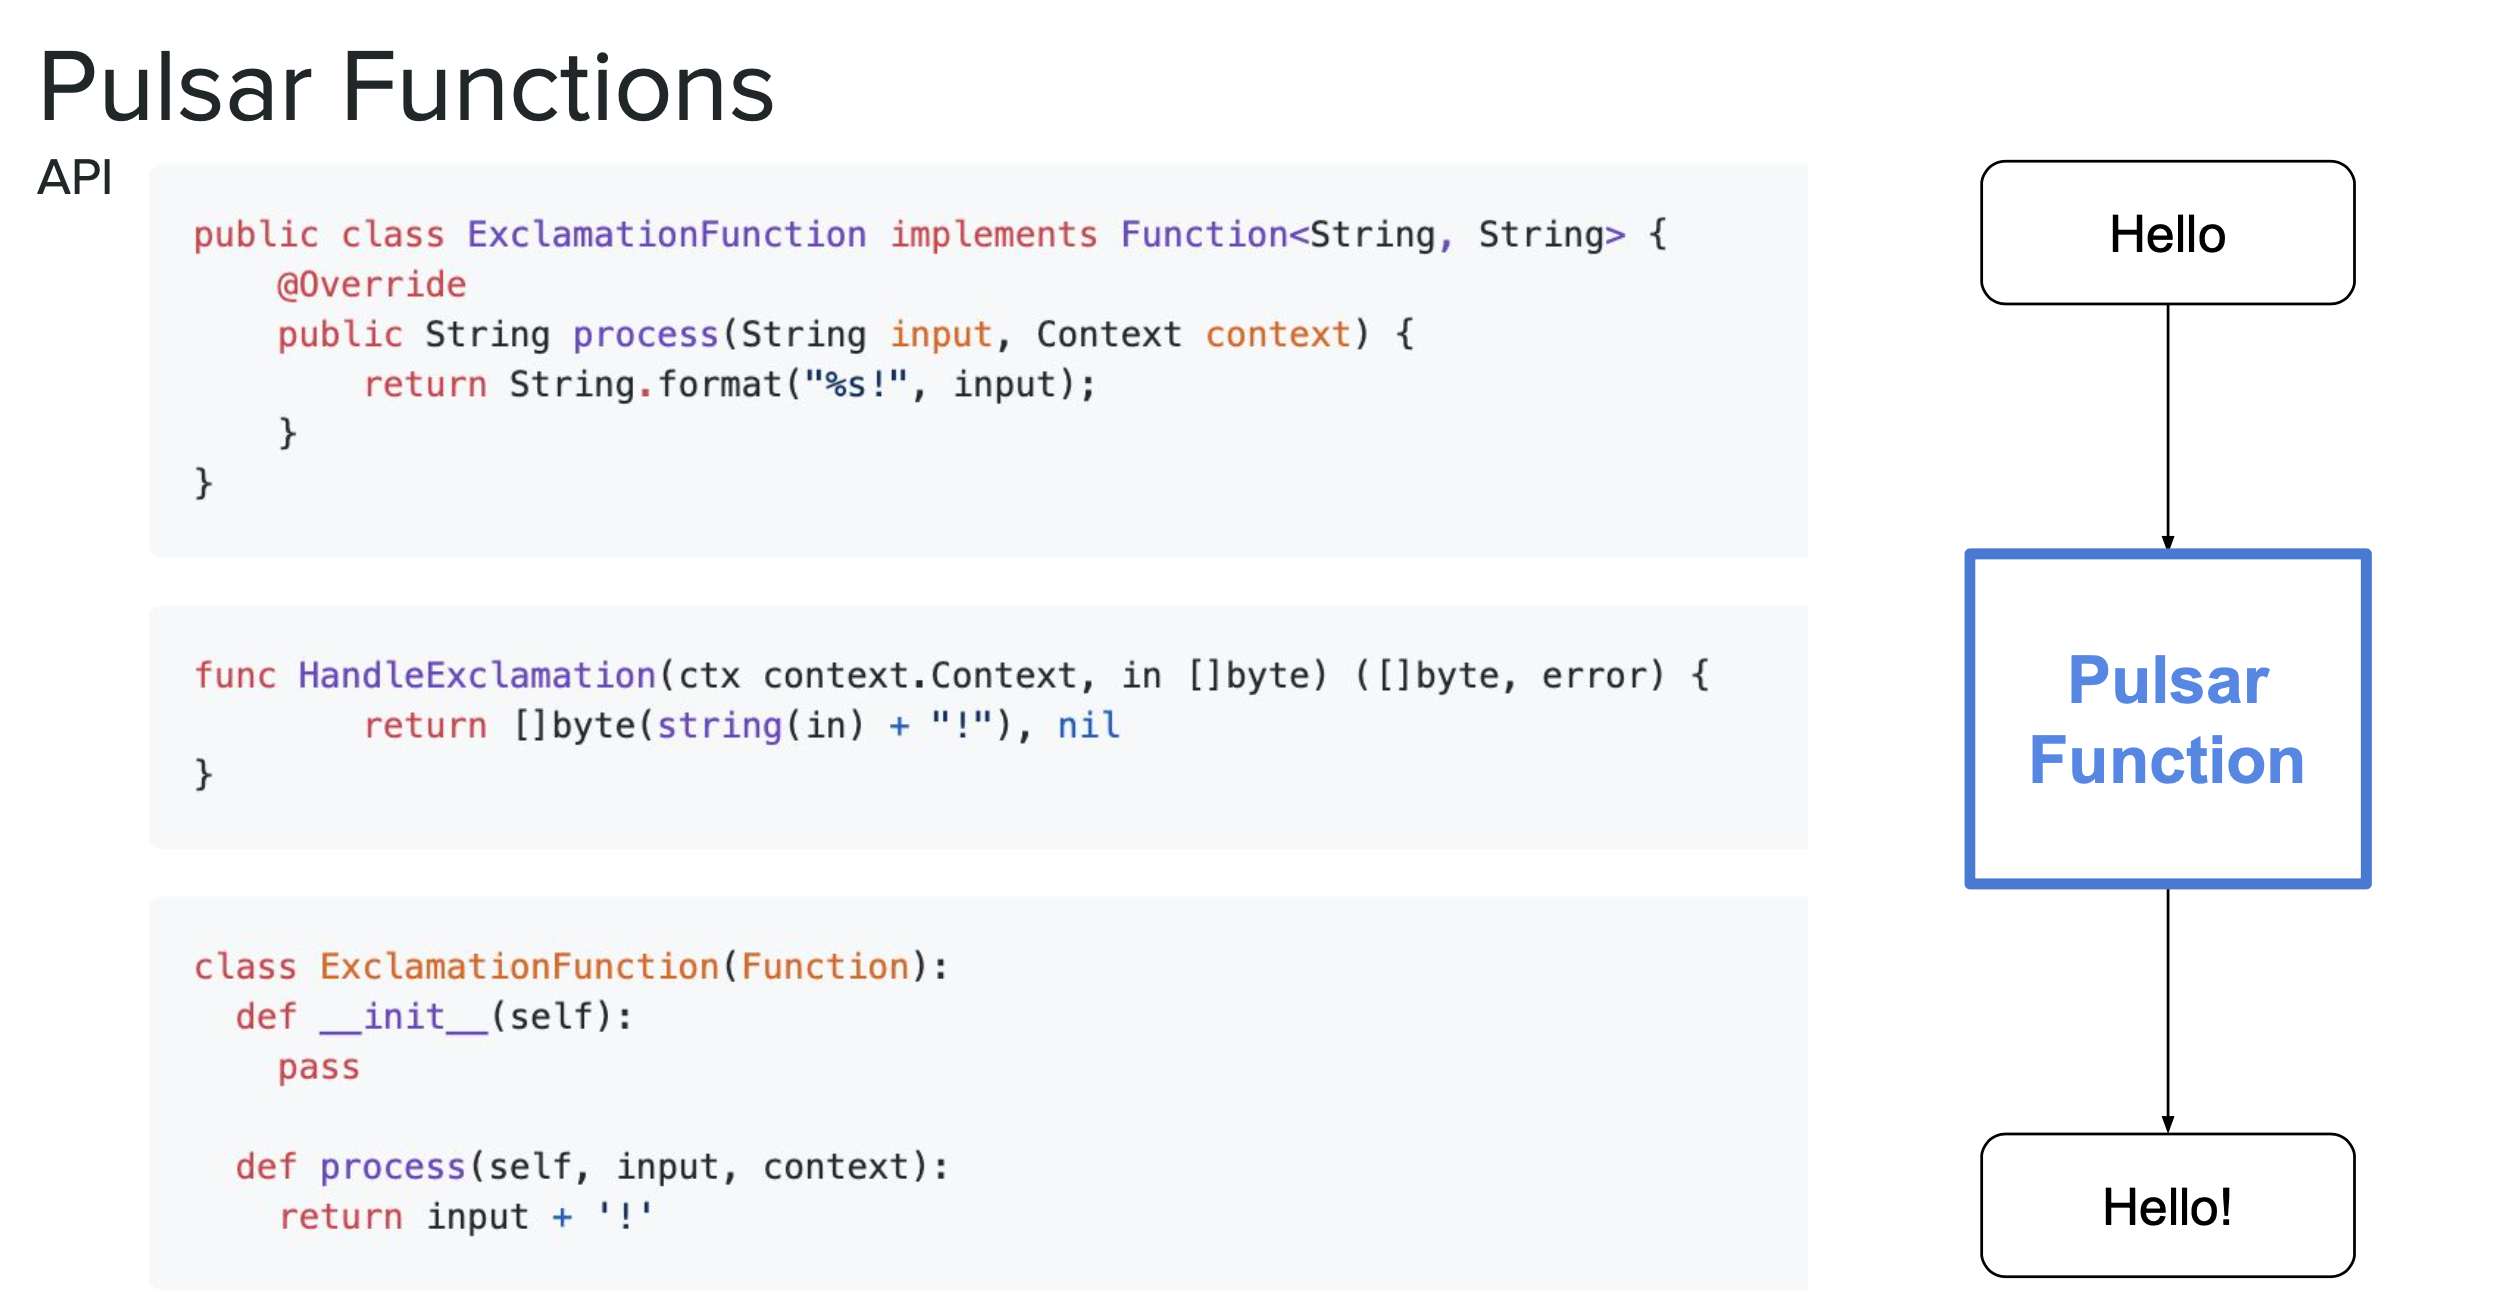 Pulsar Functions
API
public class ExclamationFunction implements Function<String, String> {
    @Override
    public String process(String input, Context context) {
        return String.format("%s!", input);
    }
}
func HandleExclamation(ctx context.Context, in []byte) ([]byte, error) {
        return []byte(string(in) + "!"), nil
}
class ExclamationFunction(Function):
  def __init__(self):
    pass
  def process(self, input, context):
    return input + '!'
Hello
Pulsar
Function
Hello!